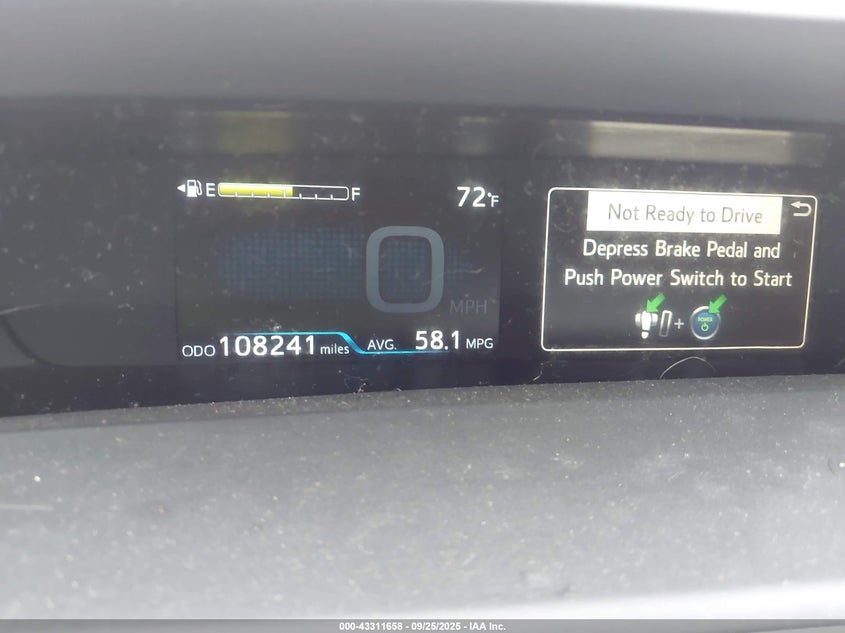 E F
72°F
0
MPH
ODO 108241 miles AVG. 58.1 MPG
Not Ready to Drive
Depress Brake Pedal and
Push Power Switch to Start
+
POWER
000-43311658 - 09/25/2025 - IAA Inc.